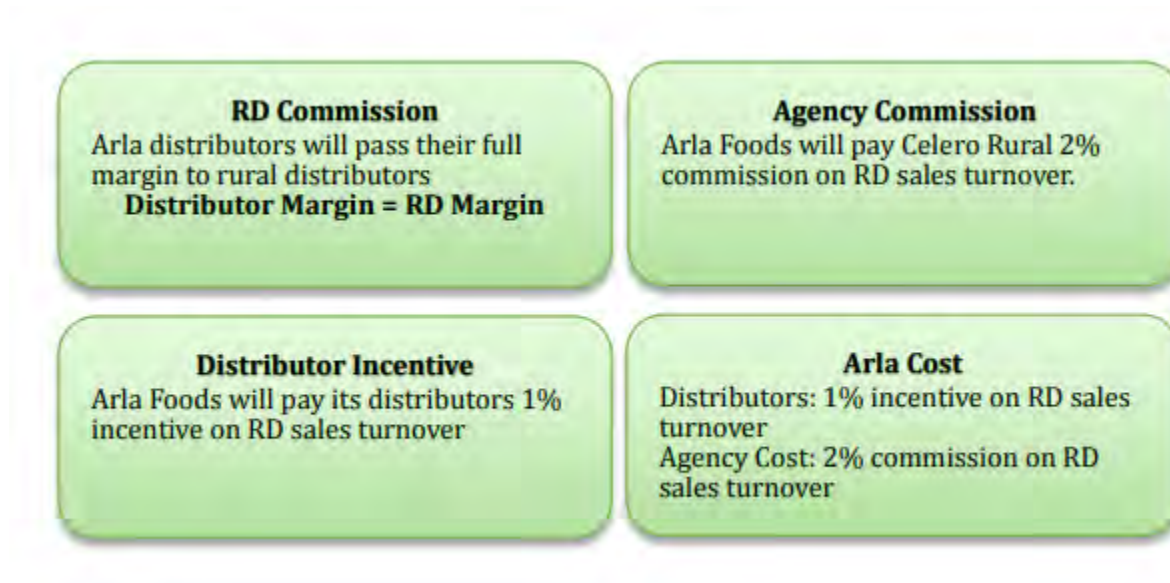 RD Commission
Arla distributors will pass their full
margin to rural distributors
Distributor Margin = RD Margin
Agency Commission
Arla Foods will pay Celero Rural 2%
commission on RD sales turnover.
Distributor Incentive
Arla Foods will pay its distributors 1%
incentive on RD sales turnover
Arla Cost
Distributors: 1% incentive on RD sales
turnover
Agency Cost: 2% commission on RD
sales turnover